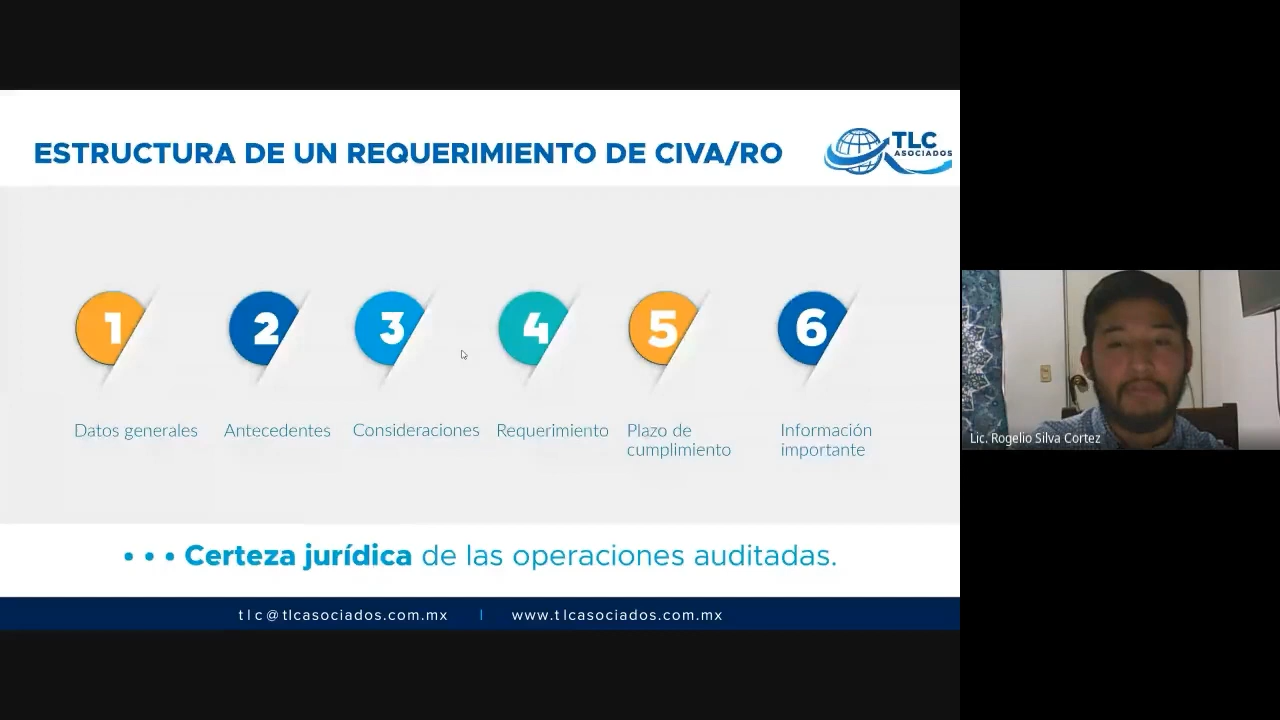 ESTRUCTURA DE UN REQUERIMIENTO DE CIVA/RO
TLC
ASOCIADOS
1
2
3
4
5
6
Datos generales
Antecedentes
Consideraciones
Requerimiento
Plazo de
cumplimiento
Información
importante
• • • Certeza jurídica de las operaciones auditadas.
tlc@tlcasociados.com.mx | www.tlcasociados.com.mx
Lic. Rogelio Silva Cortez